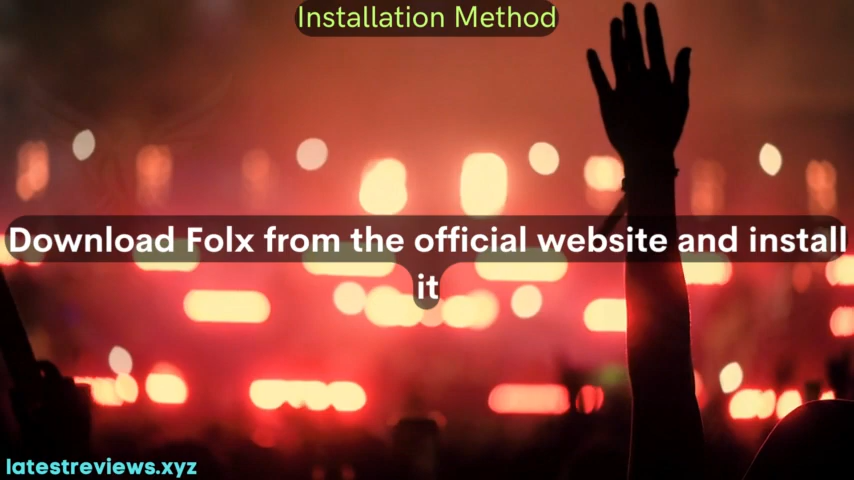 Installation Method
Download Folx from the official website and install
it
latestreviews.xyz